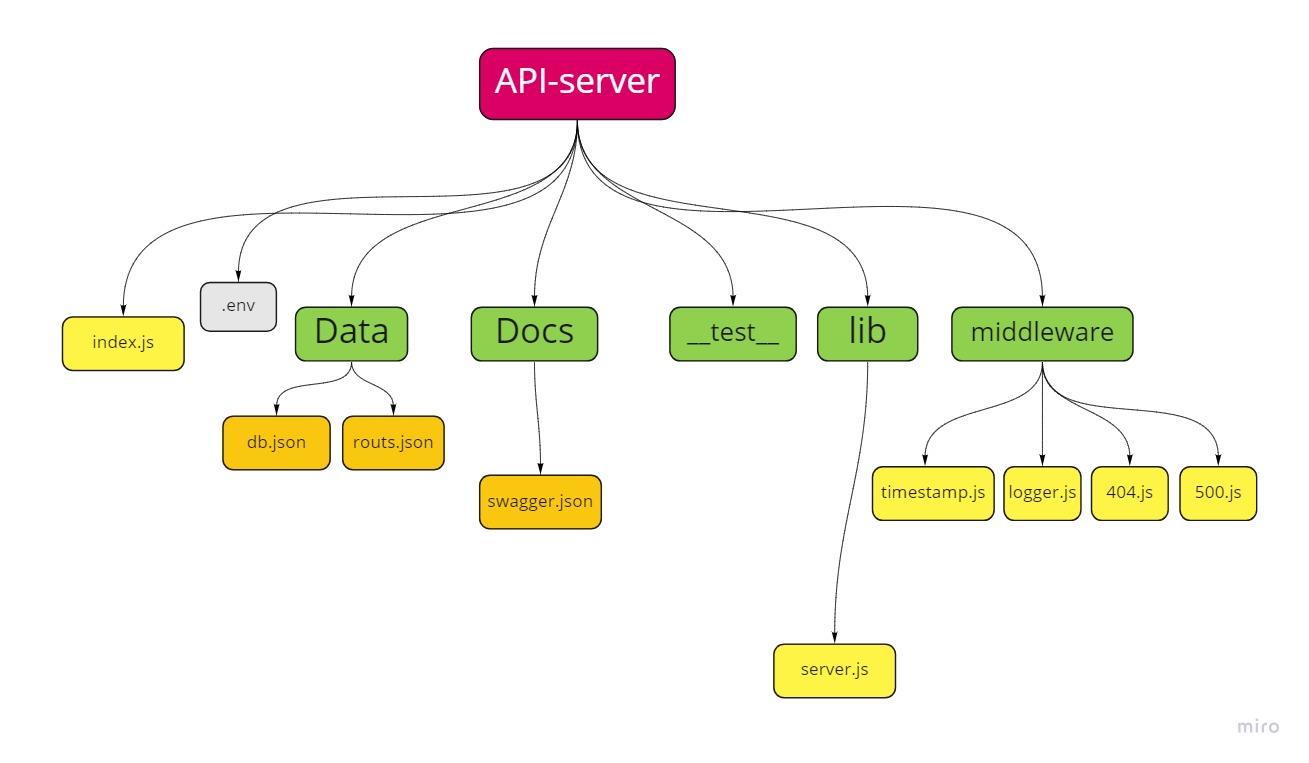 API-server
.env
index.js
Data
Docs
__test__
lib
middleware
db.json
routs.json
swagger.json
timestamp.js
logger.js
404.js
500.js
server.js
miro